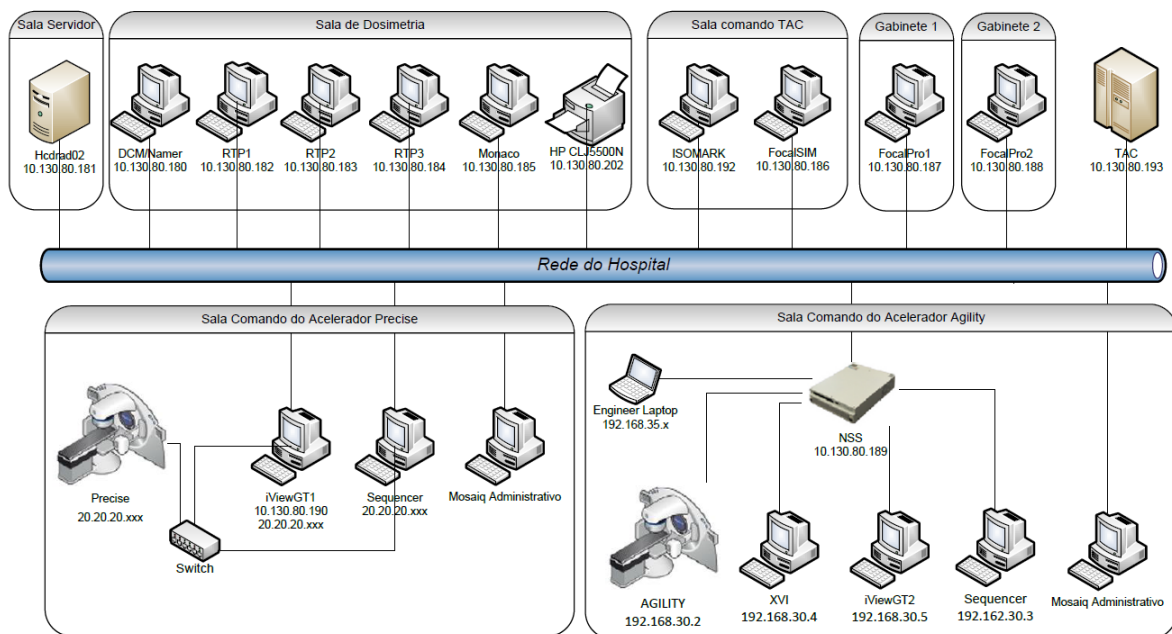 Sala Servidor
Sala de Dosimetria
Sala comando TAC
Gabinete 1
Gabinete 2
Hcdrad02
10.130.80.181
DCM/Namer
10.130.80.180
RTP1
10.130.80.182
RTP2
10.130.80.183
RTP3
10.130.80.184
Monaco
10.130.80.185
HP CLJ5500N
10.130.80.202
ISOMARK
10.130.80.192
FocalSIM
10.130.80.186
FocalPro1
10.130.80.187
FocalPro2
10.130.80.188
TAC
10.130.80.193
Rede do Hospital
Sala Comando do Acelerador Precise
Precise
20.20.20.xxx
Switch
iViewGT1
10.130.80.190
20.20.20.xxx
Sequencer
20.20.20.xxx
Mosaiq Administrativo
Sala Comando do Acelerador Agility
Engineer Laptop
192.168.35.x
NSS
10.130.80.189
AGILITY
192.168.30.2
XVI
192.168.30.4
iViewGT2
192.168.30.5
Sequencer
192.162.30.3
Mosaiq Administrativo